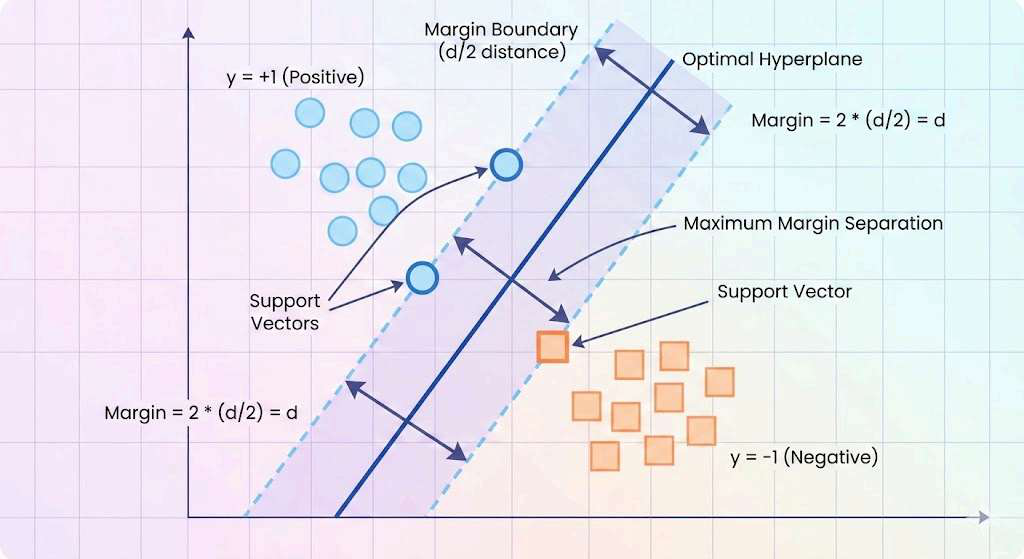 Margin Boundary
(d/2 distance)
Optimal Hyperplane
y = +1 (Positive)
Margin = 2 * (d/2) = d
Maximum Margin Separation
Support Vector
Support
Vectors
Margin = 2 * (d/2) = d
y = -1 (Negative)